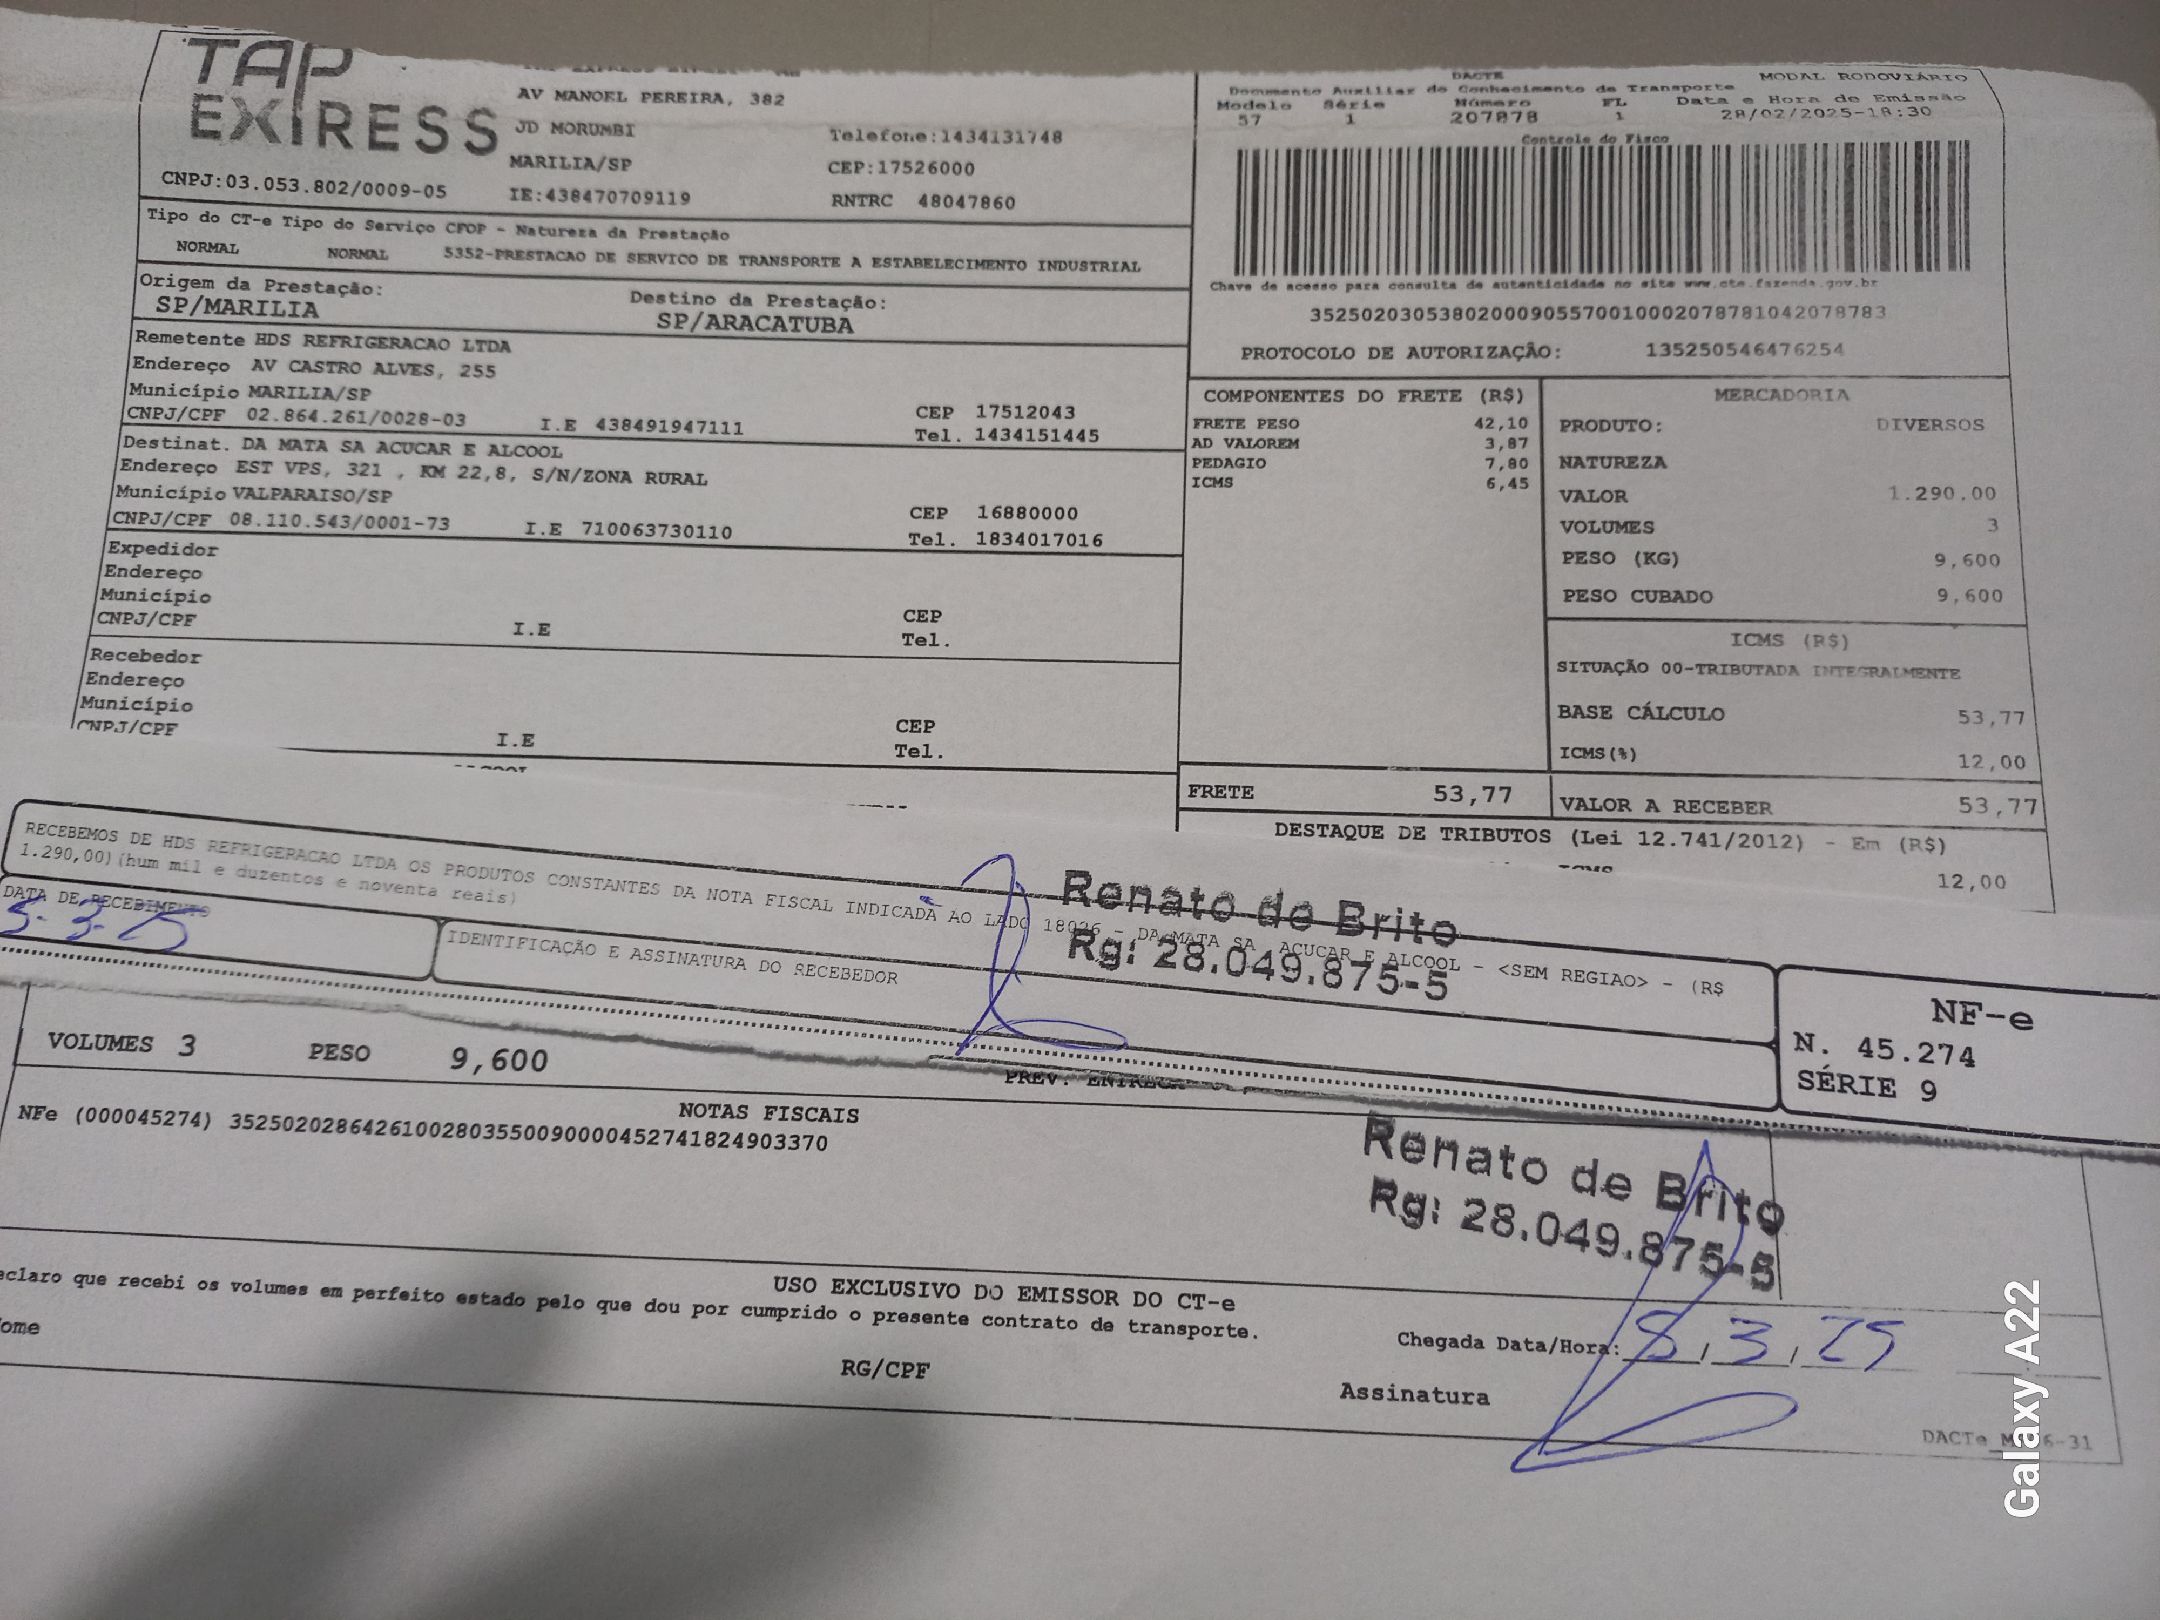 TAP
EXPRESS
AV MANOEL PEREIRA, 382
JD MORUMBI
MARILIA/SP
IE:438470709119
Telefone:1434131748
CEP:17526000
RNTRC 48047860
CNPJ:03.053.802/0009-05
Tipo do CT-e Tipo do Serviço CFOP - Natureza da Prestação
NORMAL NORMAL 5352-PRESTACAO DE SERVICO DE TRANSPORTE A ESTABELECIMENTO INDUSTRIAL
Origem da Prestação:
SP/MARILIA
Destino da Prestação:
SP/ARACATUBA
Remetente HDS REFRIGERACAO LTDA
Endereço AV CASTRO ALVES, 255
Município MARILIA/SP
CEP 17512043
CNPJ/CPF 02.864.261/0028-03 I.E 438491947111 Tel. 1434151445
Destinat. DA MATA SA ACUCAR E ALCOOL
Endereço EST VPS, 321 , KM 22,8, S/N/ZONA RURAL
Município VALPARAISO/SP
CEP 16880000
CNPJ/CPF 08.110.543/0001-73 I.E 710063730110 Tel. 1834017016
Expedidor
Endereço
Município
CEP
CNPJ/CPF I.E Tel.
Recebedor
Endereço
Município
CEP
CNPJ/CPF I.E Tel.
DACTE
MODAL RODOVIÁRIO
Documento Auxiliar do Conhecimento de Transporte
Modelo Série Número FL Data e Hora de Emissão
57 1 207878 1 28/02/2025-18:30
Controle do Fisco
Chave de acesso para consulta de autenticidade no site www.cte.fazenda.gov.br
35250203053802000905570010002078781042078783
PROTOCOLO DE AUTORIZAÇÃO: 135250546476254
COMPONENTES DO FRETE (R$)
FRETE PESO 42,10
AD VALOREM 3,87
PEDAGIO 7,80
ICMS 6,45
MERCADORIA
PRODUTO: DIVERSOS
NATUREZA
VALOR 1.290.00
VOLUMES 3
PESO (KG) 9,600
PESO CUBADO 9,600
ICMS (R$)
SITUAÇÃO 00-TRIBUTADA INTEGRALMENTE
BASE CÁLCULO 53,77
ICMS(%) 12,00
FRETE 53,77
VALOR A RECEBER 53,77
DESTAQUE DE TRIBUTOS (Lei 12.741/2012) - Em (R$)
12,00
RECEBEMOS DE HDS REFRIGERACAO LTDA OS PRODUTOS CONSTANTES DA NOTA FISCAL INDICADA AO LADO 18026 - DA MATA SA ACUCAR E ALCOOL - <SEM REGIAO> - (R$
1.290,00)(hum mil e duzentos e noventa reais)
Renato de Brito
Rg: 28.049.875-5
DATA DE RECEBIMENTO
IDENTIFICAÇÃO E ASSINATURA DO RECEBEDOR
NF-e
N. 45.274
SÉRIE 9
VOLUMES 3 PESO 9,600
PREV. ENTREGA
NOTAS FISCAIS
NFe (000045274) 35250202864261002803550090000452741824903370
Renato de Brito
Rg: 28.049.875-5
USO EXCLUSIVO DO EMISSOR DO CT-e
que recebi os volumes em perfeito estado pelo que dou por cumprido o presente contrato de transporte.
RG/CPF
Chegada Data/Hora:
Assinatura
Galaxy A22